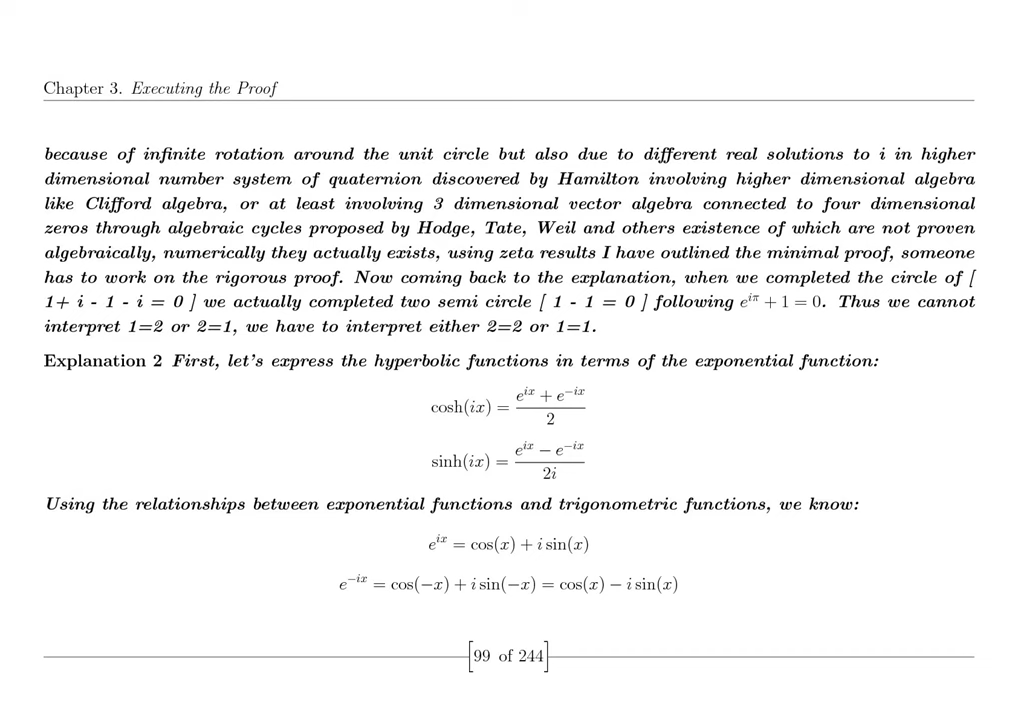 Chapter 3. Executing the Proof
because of infinite rotation around the unit circle but also due to different real solutions to i in higher
dimensional number system of quaternion discovered by Hamilton involving higher dimensional algebra
like Clifford algebra, or at least involving 3 dimensional vector algebra connected to four dimensional
zeros through algebraic cycles proposed by Hodge, Tate, Weil and others existence of which are not proven
algebraically, numerically they actually exists, using zeta results I have outlined the minimal proof, someone
has to work on the rigorous proof. Now coming back to the explanation, when we completed the circle of [
1+ i - 1 - i = 0 ] we actually completed two semi circle [ 1 - 1 = 0 ] following e^{iπ} + 1 = 0. Thus we cannot
interpret 1=2 or 2=1, we have to interpret either 2=2 or 1=1.
Explanation 2 First, let's express the hyperbolic functions in terms of the exponential function:
cosh(ix) = \frac{e^{ix} + e^{-ix}}{2}
sinh(ix) = \frac{e^{ix} - e^{-ix}}{2i}
Using the relationships between exponential functions and trigonometric functions, we know:
e^{ix} = cos(x) + i sin(x)
e^{-ix} = cos(−x) + i sin(−x) = cos(x) − i sin(x)
[99 of 244]